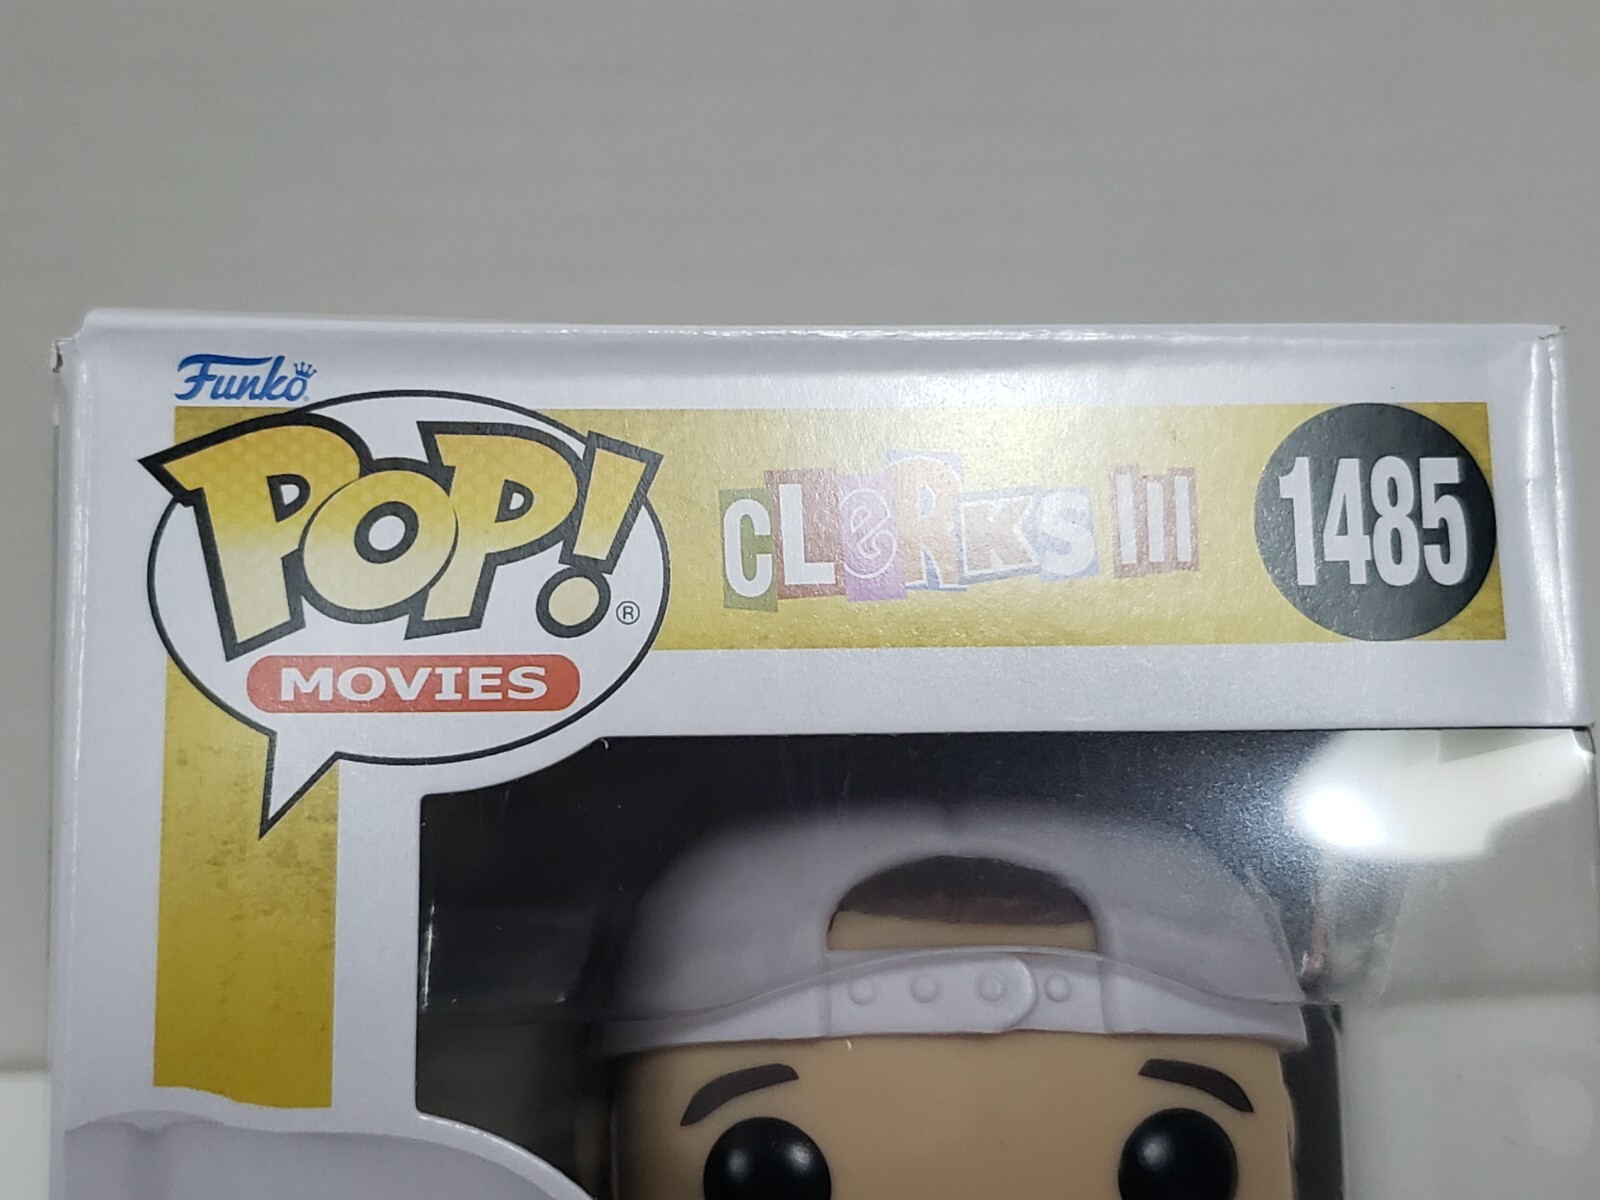 Funko
POP! ®
MOVIES
CLeRKS III
1485